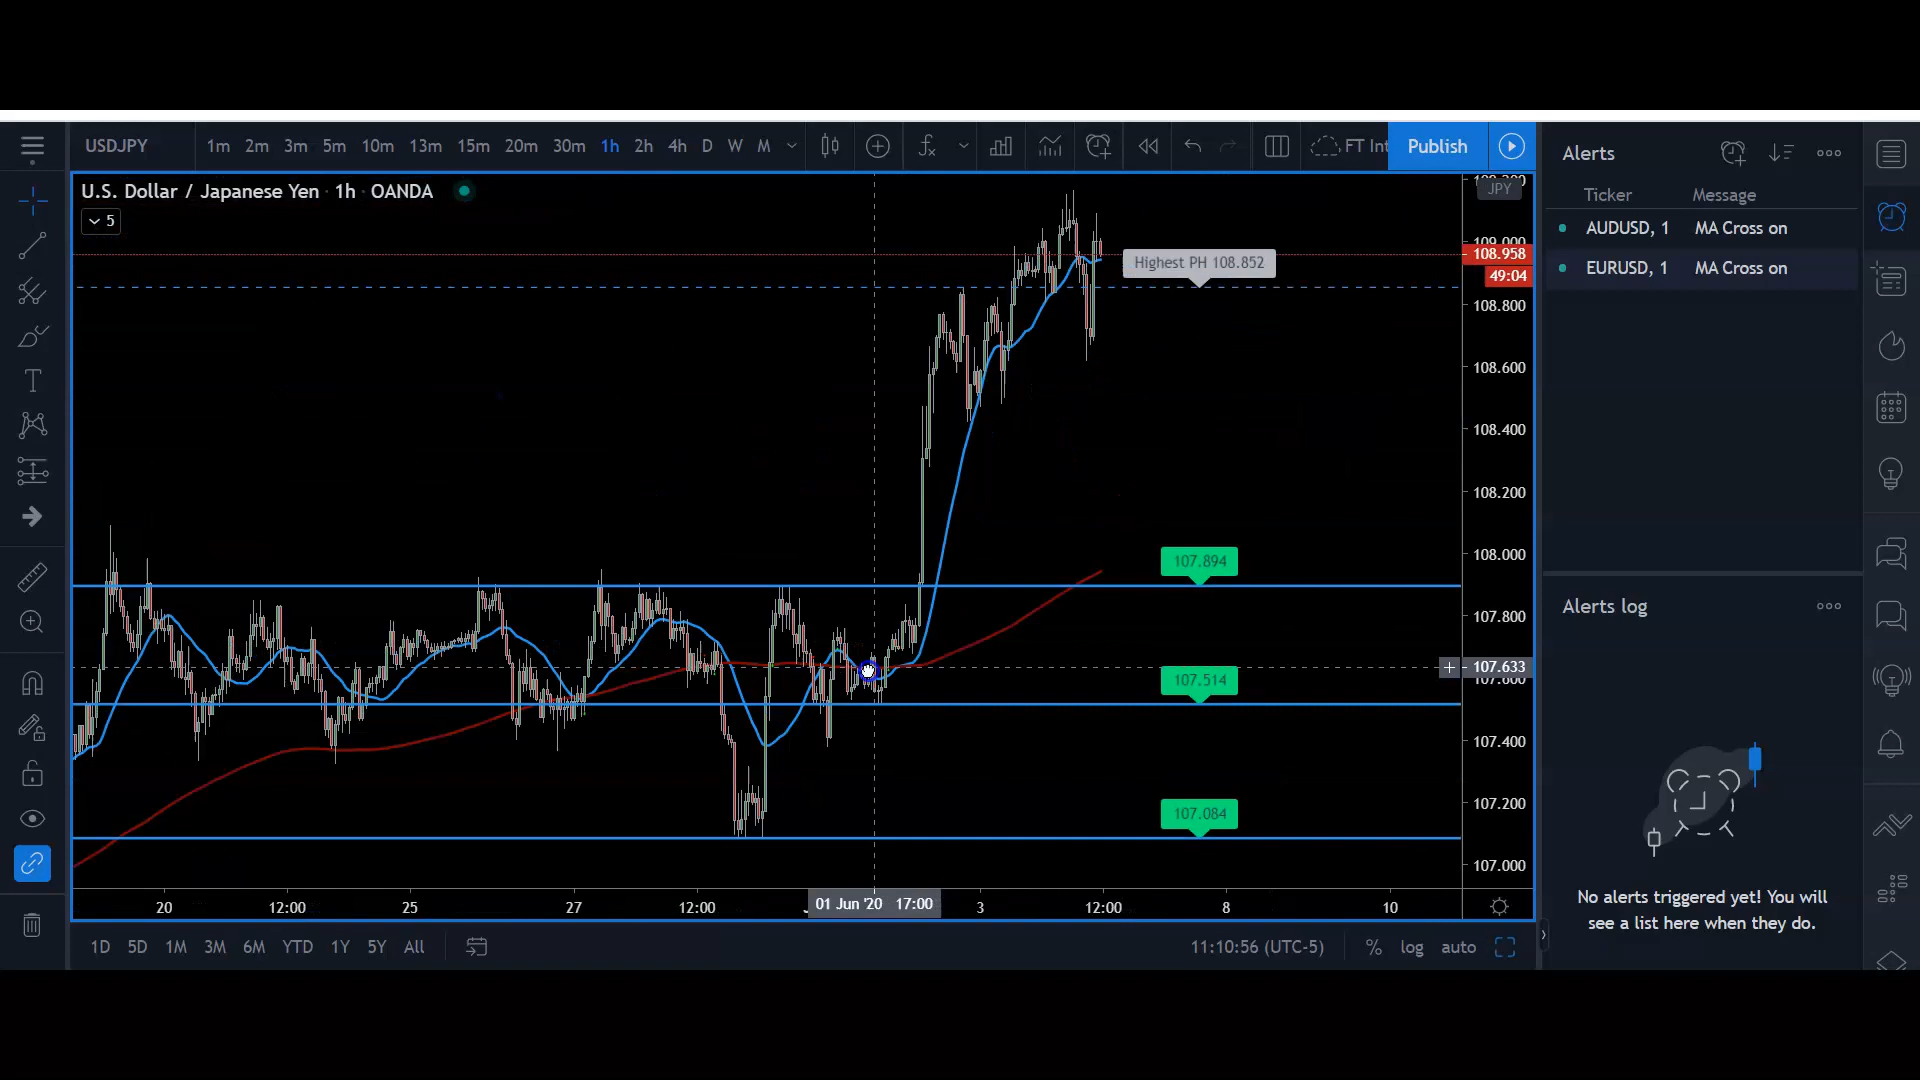 USDJPY 1m 2m 3m 5m 10m 13m 15m 20m 30m 1h 2h 4h D W M FT Int Publish
U.S. Dollar / Japanese Yen · 1h · OANDA
5
JPY
109.000
108.958
49:04
Highest PH 108.852
108.800
108.600
108.400
108.200
108.000
107.894
107.800
107.633
107.600
107.514
107.400
107.200
107.084
107.000
20 12:00 25 27 12:00 01 Jun '20 17:00 3 12:00 8 10
1D 5D 1M 3M 6M YTD 1Y 5Y All 11:10:56 (UTC-5) % log auto
Alerts
Ticker Message
AUDUSD, 1 MA Cross on
EURUSD, 1 MA Cross on
Alerts log
No alerts triggered yet! You will
see a list here when they do.